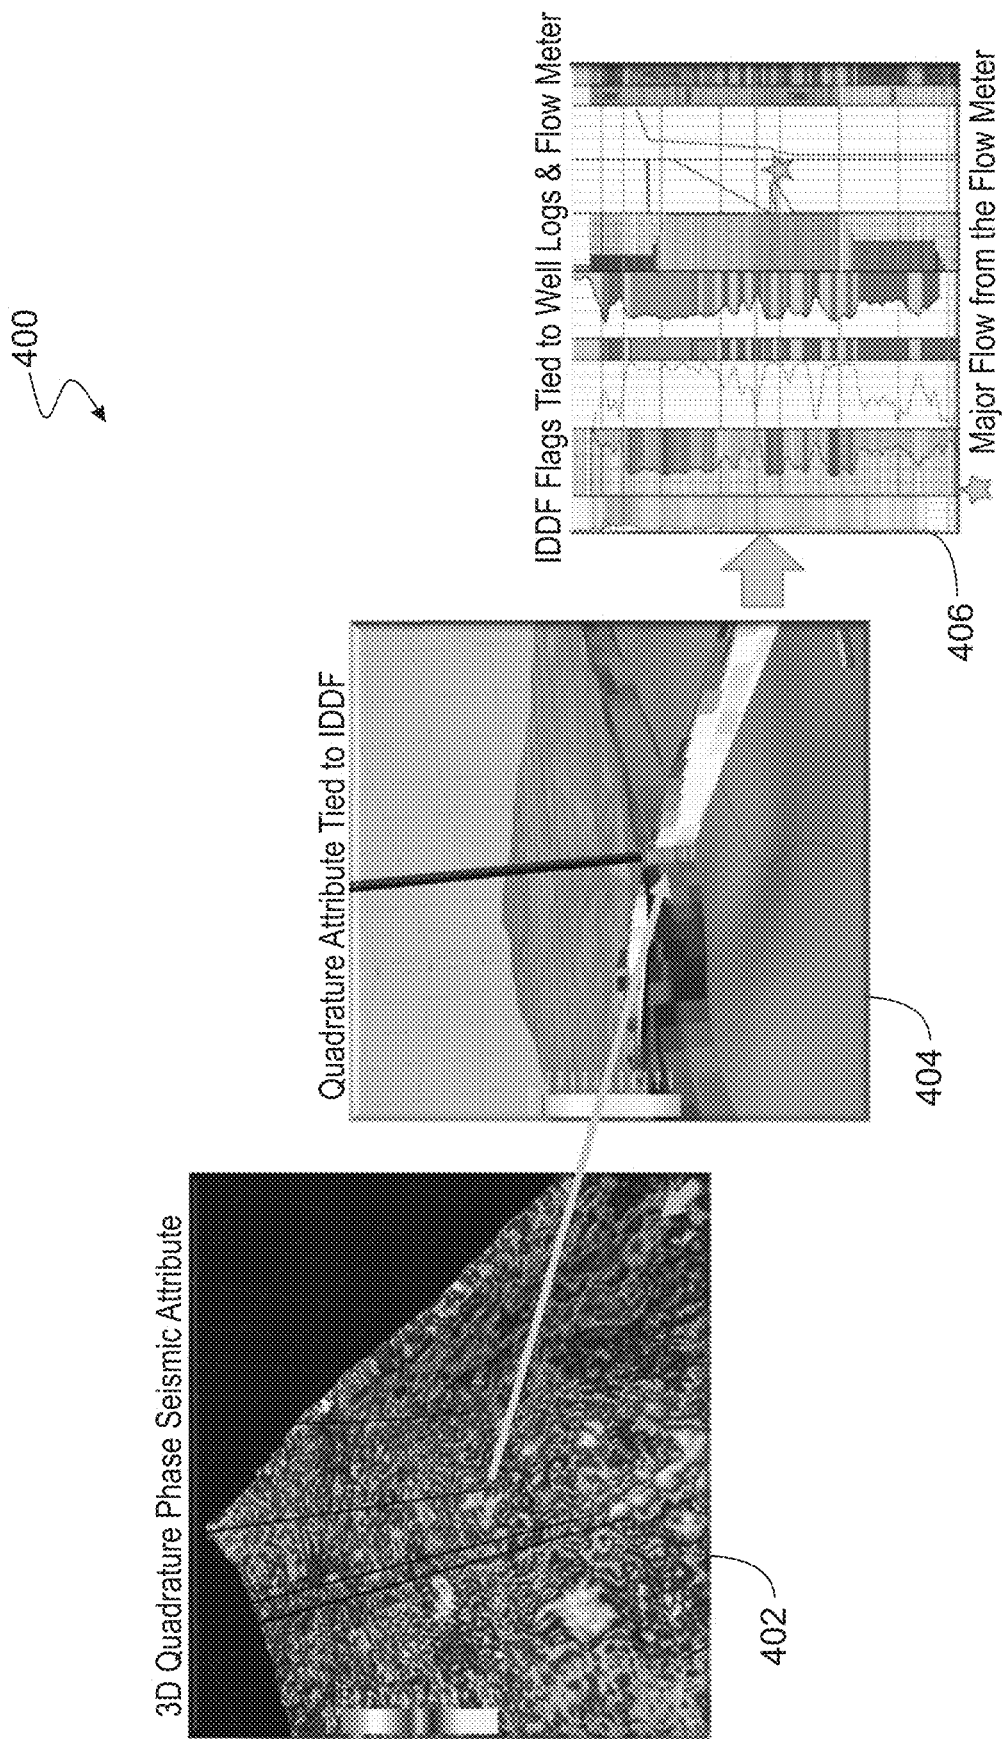 400
3D Quadrature Phase Seismic Attribute
402
Quadrature Attribute Tied to IDDF
404
IDDF Flags Tied to Well Logs & Flow Meter
406
Major Flow from the Flow Meter